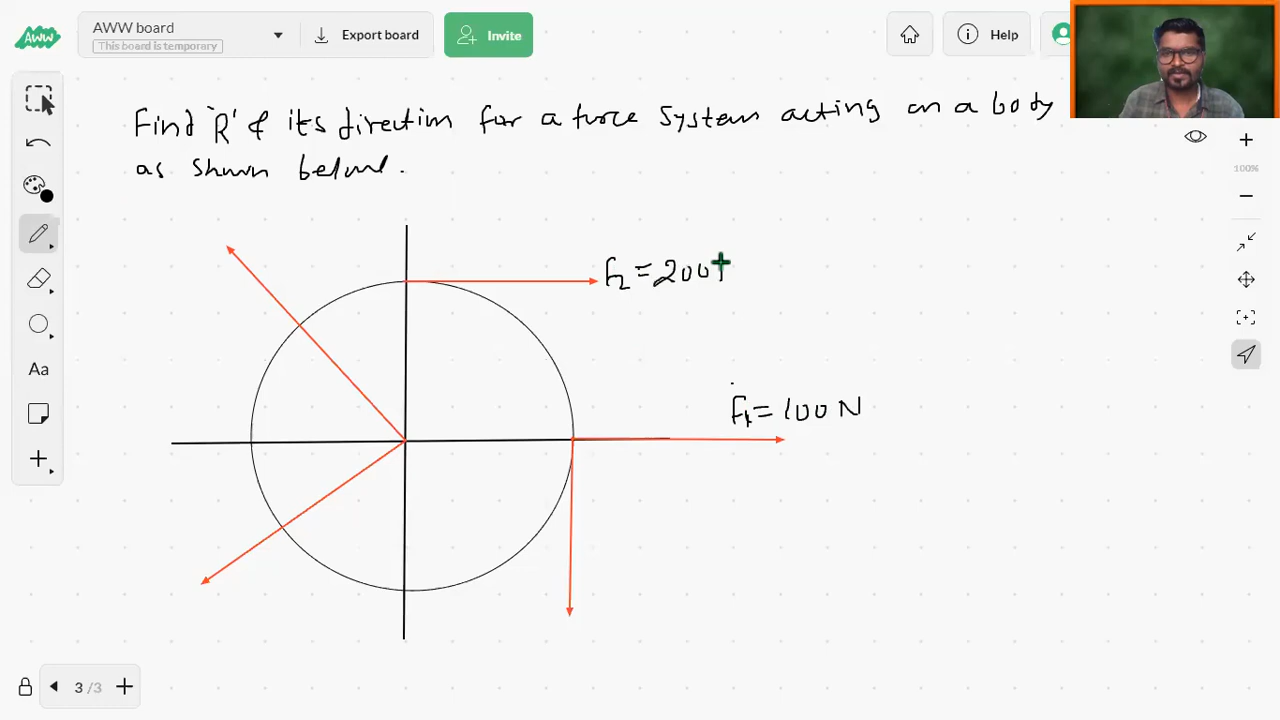 AWW
AWW board
This board is temporary
Export board
Invite
Help
Find 'R' & its direction for a force system acting on a body
as shown below.
100%
F2 = 200
F1 = 100 N
Aa
3 /3